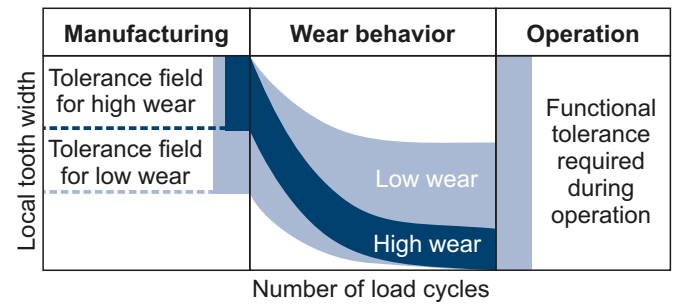 Manufacturing
Wear behavior
Operation
Local tooth width
Tolerance field
for high wear
Tolerance field
for low wear
Low wear
High wear
Functional
tolerance
required
during
operation
Number of load cycles